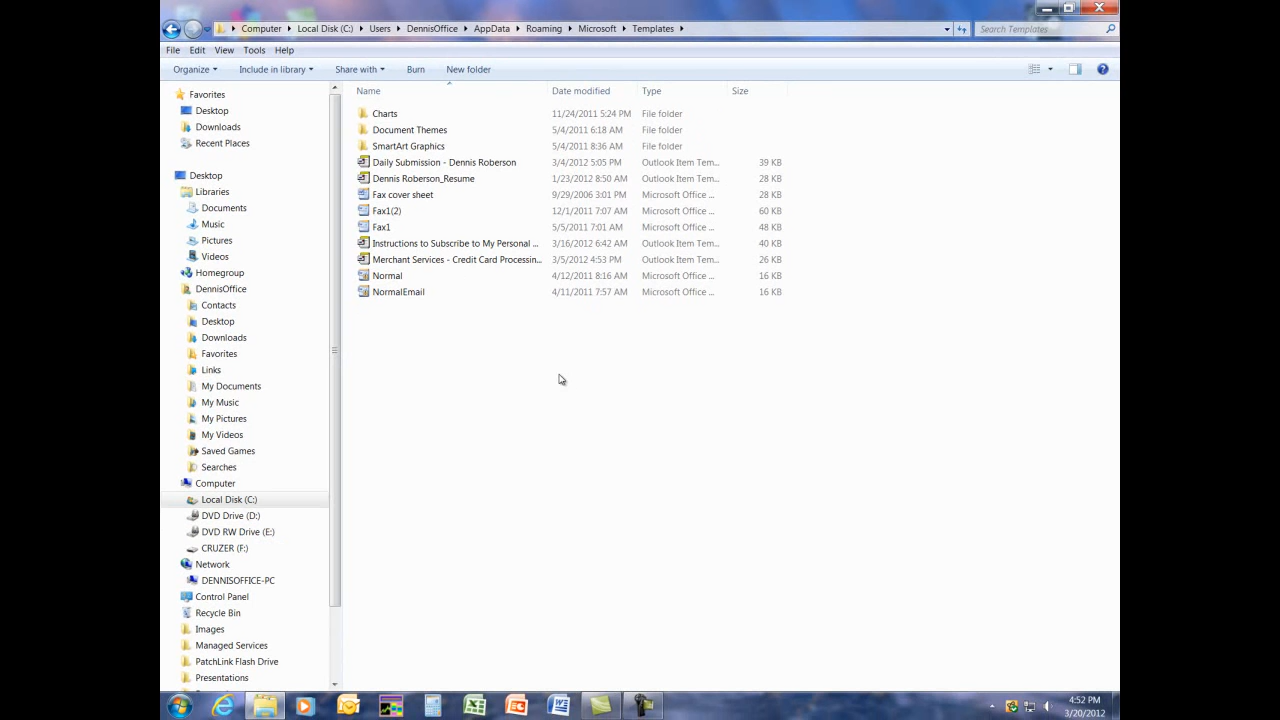 Computer Local Disk (C:) Users DennisOffice AppData Roaming Microsoft Templates Search Templates
File Edit View Tools Help
Organize Include in library Share with Burn New folder
Name Date modified Type Size
Favorites
Desktop
Downloads
Recent Places
Desktop
Libraries
Documents
Music
Pictures
Videos
Homegroup
DennisOffice
Contacts
Desktop
Downloads
Favorites
Links
My Documents
My Music
My Pictures
My Videos
Saved Games
Searches
Computer
Local Disk (C:)
DVD Drive (D:)
DVD RW Drive (E:)
CRUZER (F:)
Network
DENNISOFFICE-PC
Control Panel
Recycle Bin
Images
Managed Services
PatchLink Flash Drive
Presentations
Charts 11/24/2011 5:24 PM File folder
Document Themes 5/4/2011 6:18 AM File folder
SmartArt Graphics 5/4/2011 8:36 AM File folder
Daily Submission - Dennis Roberson 3/4/2012 5:05 PM Outlook Item Tem... 39 KB
Dennis Roberson_Resume 1/23/2012 8:50 AM Outlook Item Tem... 28 KB
Fax cover sheet 9/29/2006 3:01 PM Microsoft Office ... 28 KB
Fax1(2) 12/1/2011 7:07 AM Microsoft Office ... 60 KB
Fax1 5/5/2011 7:01 AM Microsoft Office ... 48 KB
Instructions to Subscribe to My Personal ... 3/16/2012 6:42 AM Outlook Item Tem... 40 KB
Merchant Services - Credit Card Processin... 3/5/2012 4:53 PM Outlook Item Tem... 26 KB
Normal 4/12/2011 8:16 AM Microsoft Office ... 16 KB
NormalEmail 4/11/2011 7:57 AM Microsoft Office ... 16 KB
4:52 PM
3/20/2012